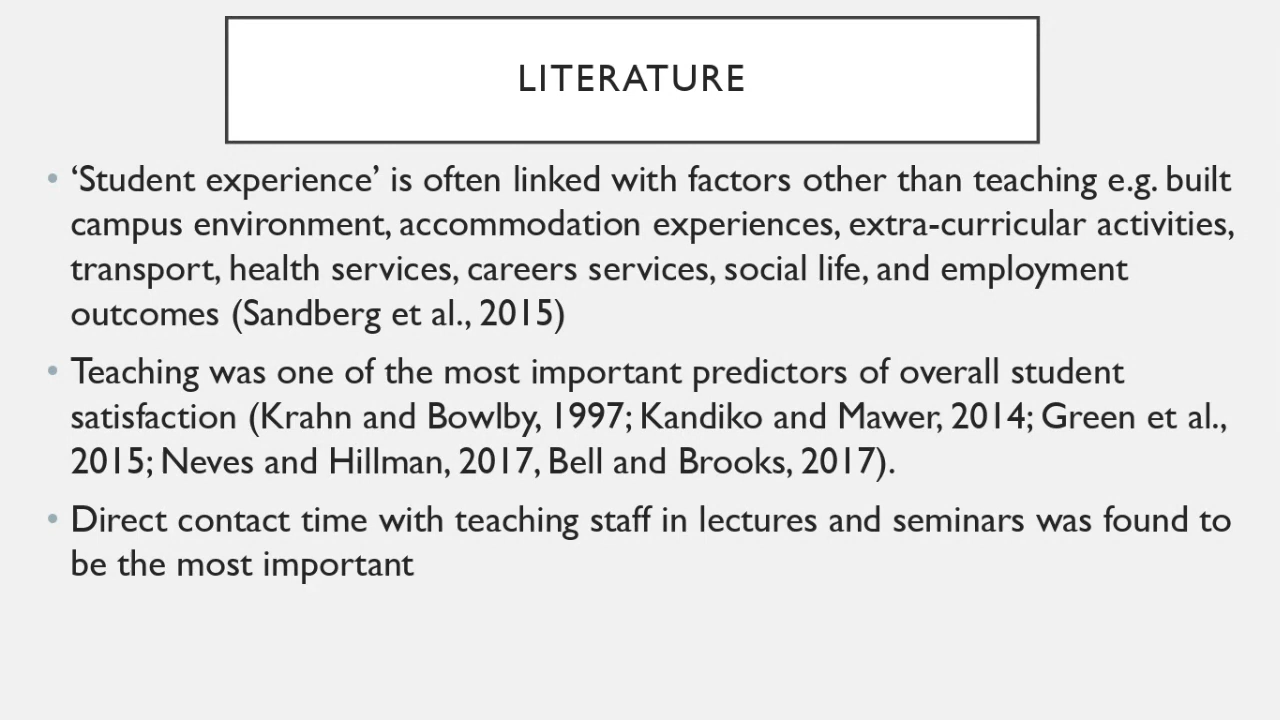 LITERATURE
• ‘Student experience’ is often linked with factors other than teaching e.g. built
campus environment, accommodation experiences, extra-curricular activities,
transport, health services, careers services, social life, and employment
outcomes (Sandberg et al., 2015)
• Teaching was one of the most important predictors of overall student
satisfaction (Krahn and Bowlby, 1997; Kandiko and Mawer, 2014; Green et al.,
2015; Neves and Hillman, 2017, Bell and Brooks, 2017).
• Direct contact time with teaching staff in lectures and seminars was found to
be the most important